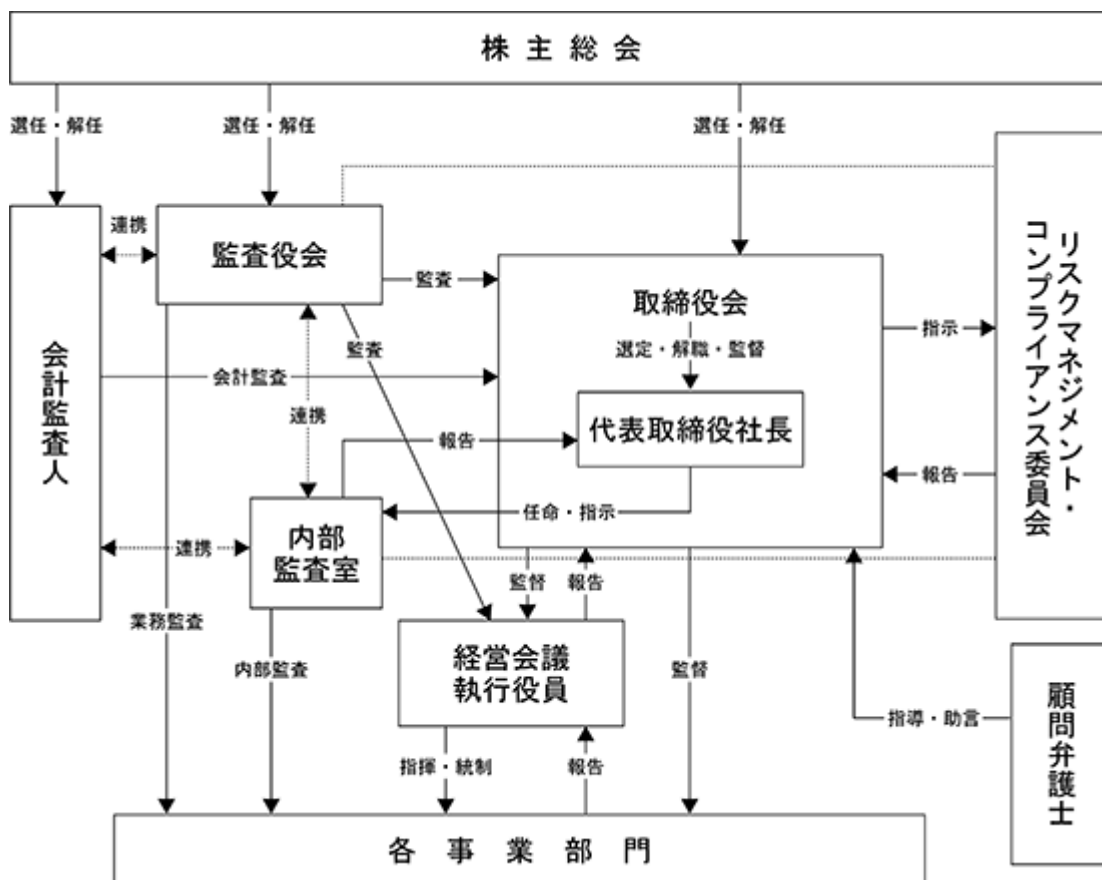 株主総会
選任・解任
選任・解任
選任・解任
リスクマネジメント・
コンプライアンス委員会
連携
監査役会
監査
取締役会
指示
会計監査人
監査
選定・解職・監督
会計監査
連携
報告
代表取締役社長
報告
任命・指示
連携
内部
監査室
監督
報告
業務監査
経営会議
執行役員
内部監査
監督
顧問弁護士
指導・助言
指揮・統制
報告
各事業部門